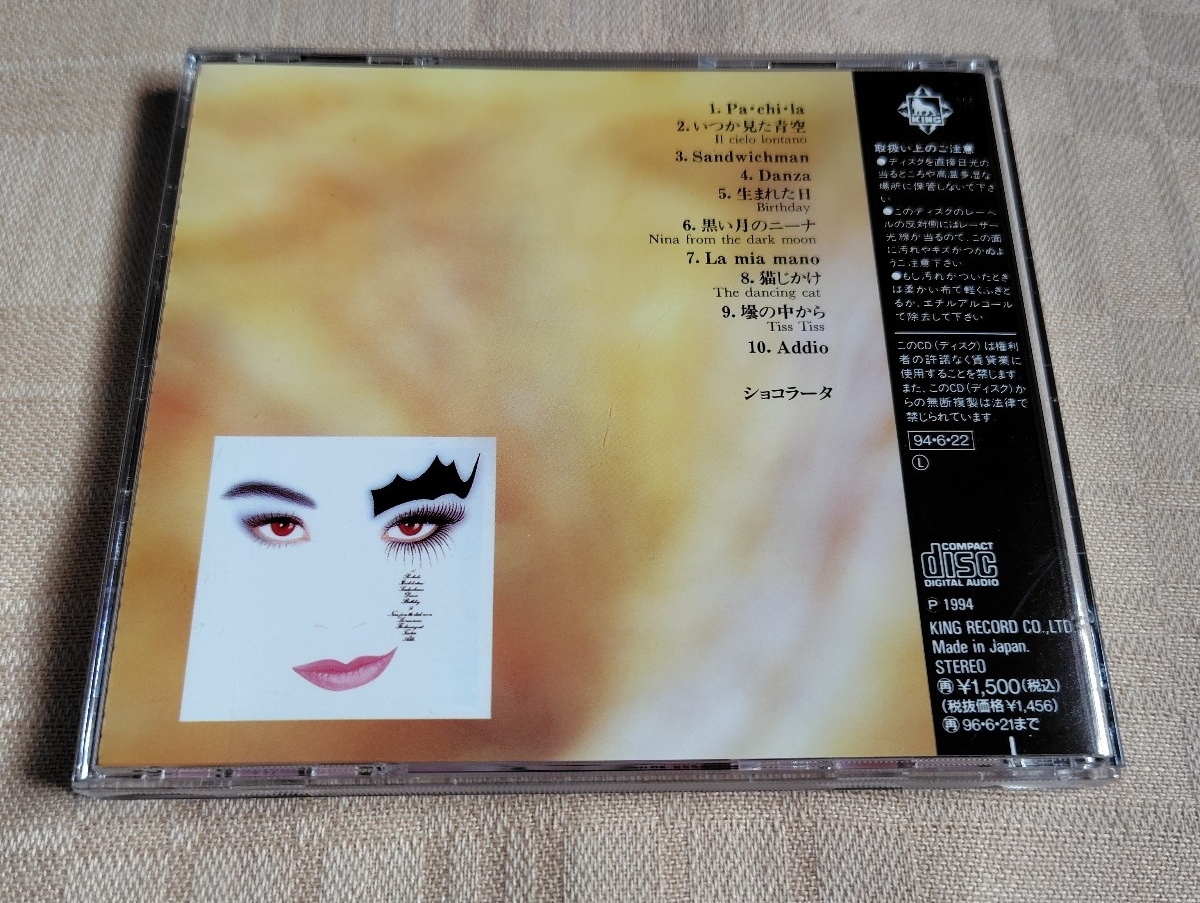 1. Pa・chi・la
2. いつか見た青空
Il cielo lontano
3. Sandwichman
4. Danza
5. 生まれた日
Birthday
6. 黒い月のニーナ
Nina from the dark moon
7. La mia mano
8. 猫じかけ
The dancing cat
9. 壜の中から
Tiss Tiss
10. Addio
ショコラータ
KING
取扱い上のご注意
●ディスクを直接日光の
当るところや高温多湿な
場所に保管しないで下さ
い
●このディスクのレーベ
ルの反対側にはレーザー
光線が当るので、この面
に汚れやキズがつかぬよ
うご注意下さい
●もし汚れがついたとき
は柔かい布で軽くふきと
るか、エチルアルコール
で除去して下さい
このCD(ディスク)は権利
者の許諾なく賃貸業に
使用することを禁じます
また、このCD(ディスク)か
らの無断複製は法律で
禁じられています
94・6・22
Ⓛ
COMPACT
disc
DIGITAL AUDIO
Ⓟ 1994
KING RECORD CO.,LTD
Made in Japan.
STEREO
㊢¥1,500(税込)
(税抜価格¥1,456)
再 96・6・21まで